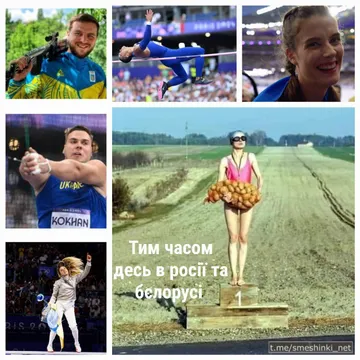 UKRAINE
KOKHAN
Тим часом
десь в росії та
білорусі
1
t.me/smeshinki_net